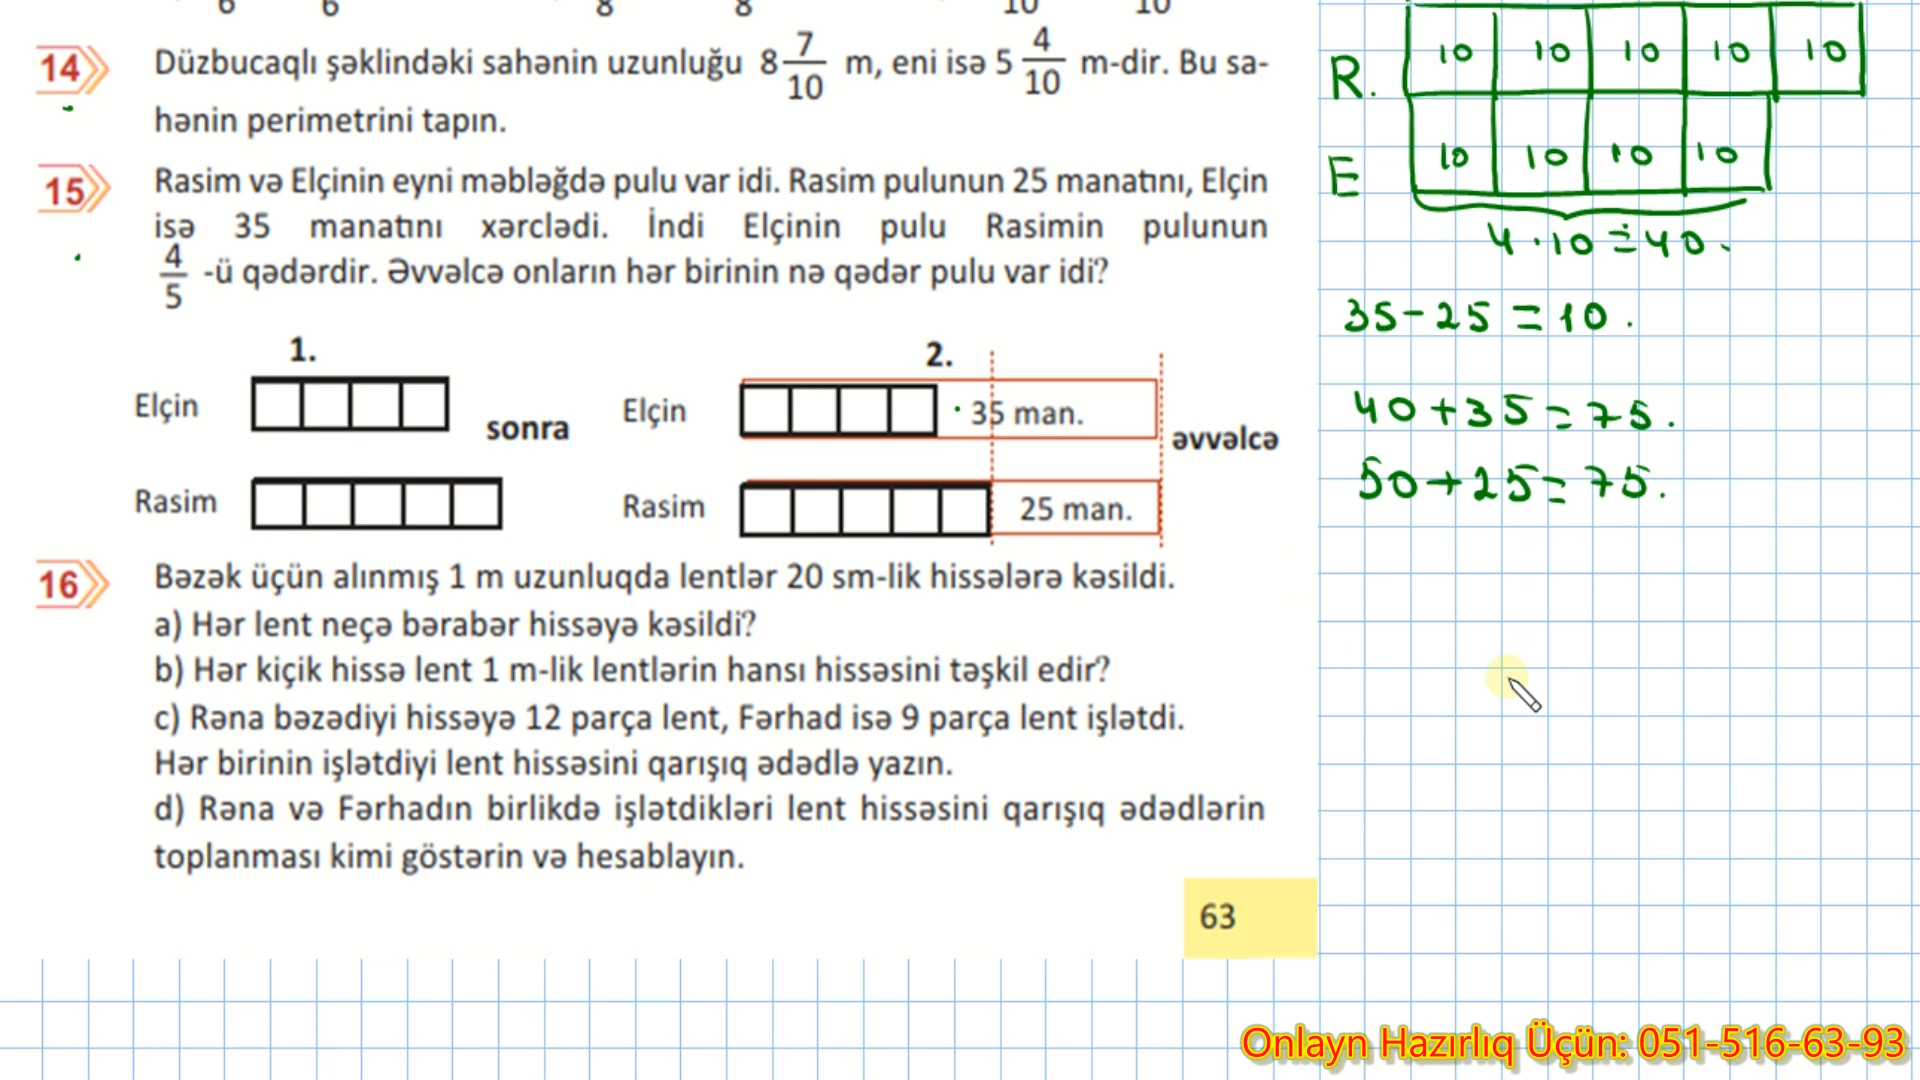 6 6 8 8 10 10
14 Düzbucaqlı şəklindəki sahənin uzunluğu 8 7/10 m, eni isə 5 4/10 m-dir. Bu sa-
hənin perimetrini tapın.
15 Rasim və Elçinin eyni məbləğdə pulu var idi. Rasim pulunun 25 manatını, Elçin
isə 35 manatını xərclədi. İndi Elçinin pulu Rasimin pulunun
4/5 -ü qədərdir. Əvvəlcə onların hər birinin nə qədər pulu var idi?
1.
Elçin
sonra
Rasim
2.
Elçin 35 man.
əvvəlcə
Rasim 25 man.
16 Bəzək üçün alınmış 1 m uzunluqda lentlər 20 sm-lik hissələrə kəsildi.
a) Hər lent neçə bərabər hissəyə kəsildi?
b) Hər kiçik hissə lent 1 m-lik lentlərin hansı hissəsini təşkil edir?
c) Rəna bəzədiyi hissəyə 12 parça lent, Fərhad isə 9 parça lent işlətdi.
Hər birinin işlətdiyi lent hissəsini qarışıq ədədlə yazın.
d) Rəna və Fərhadın birlikdə işlətdikləri lent hissəsini qarışıq ədədlərin
toplanması kimi göstərin və hesablayın.
63
R. 10 10 10 10 10
E 10 10 10 10
4 · 10 = 40.
35 - 25 = 10.
40 + 35 = 75.
50 + 25 = 75.
Onlayn Hazırlıq Üçün: 051-516-63-93